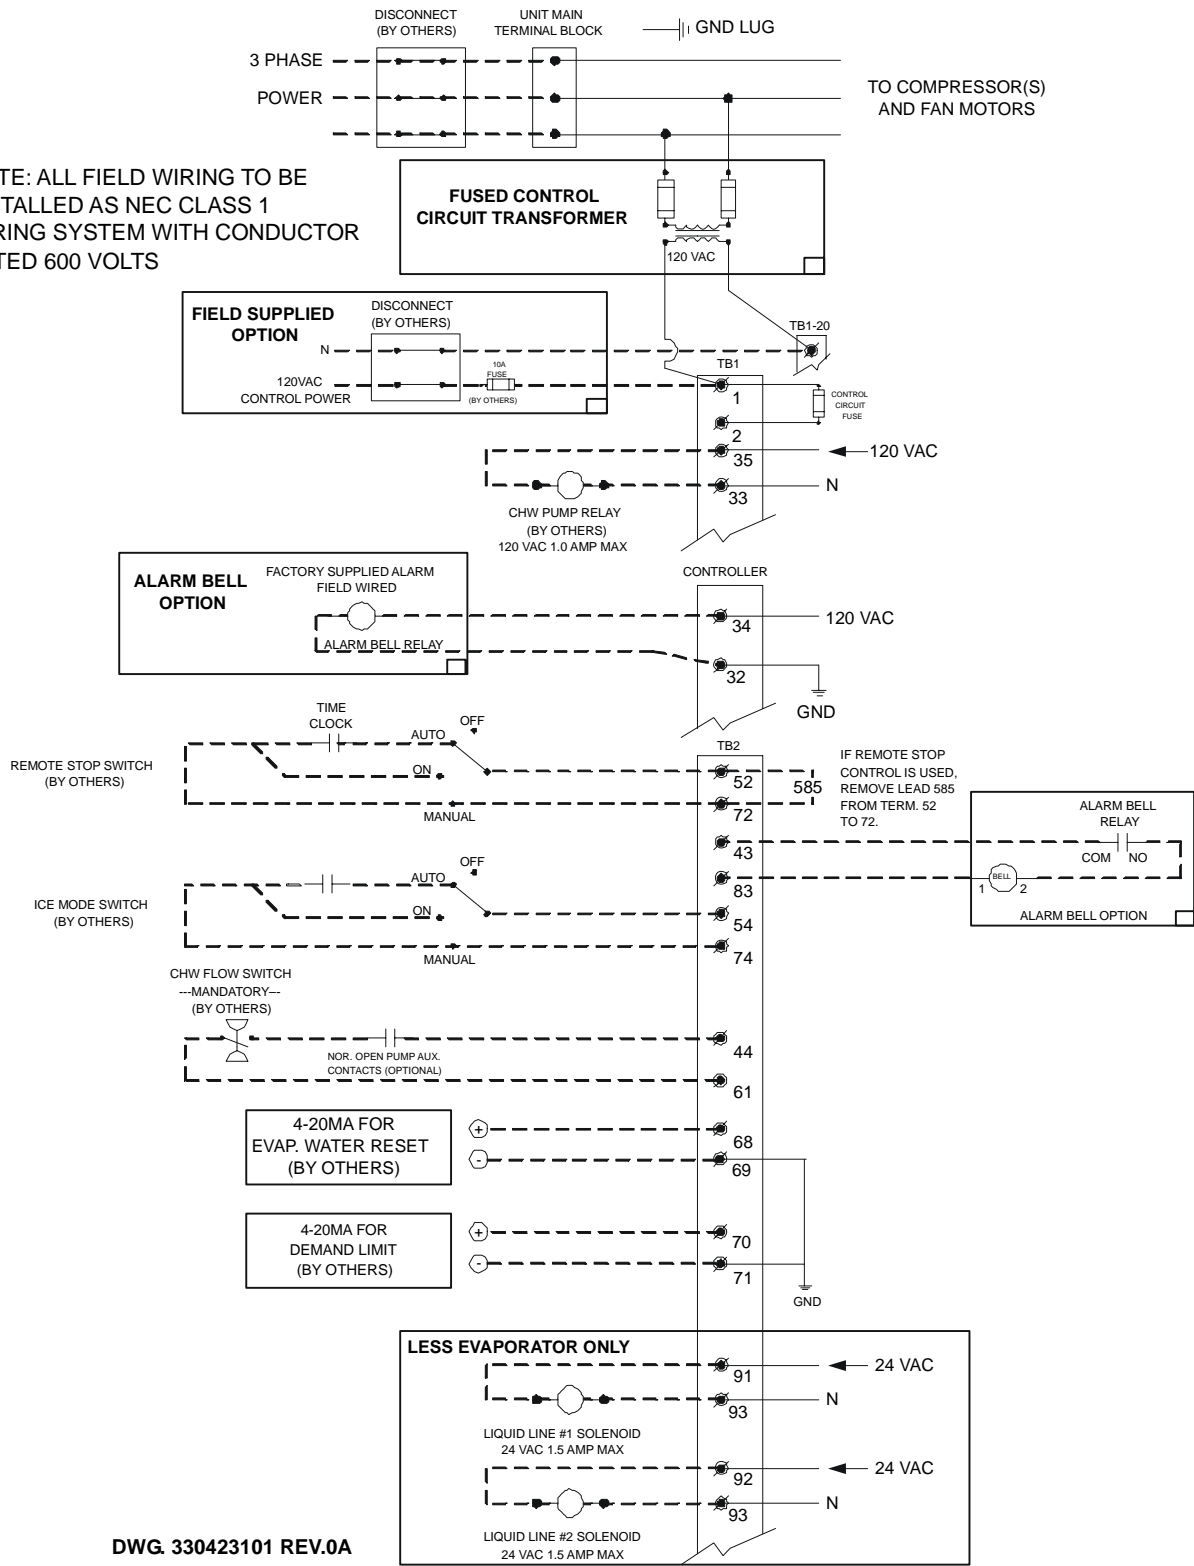 DISCONNECT
(BY OTHERS)
UNIT MAIN
TERMINAL BLOCK
GND LUG
3 PHASE
POWER
TO COMPRESSOR(S)
AND FAN MOTORS
TE: ALL FIELD WIRING TO BE
TALLED AS NEC CLASS 1
RING SYSTEM WITH CONDUCTOR
TED 600 VOLTS
FUSED CONTROL
CIRCUIT TRANSFORMER
120 VAC
FIELD SUPPLIED
OPTION
DISCONNECT
(BY OTHERS)
N
120VAC
CONTROL POWER
10A
FUSE
(BY OTHERS)
TB1-20
TB1
1
2
CONTROL
CIRCUIT
FUSE
35
120 VAC
33
N
CHW PUMP RELAY
(BY OTHERS)
120 VAC 1.0 AMP MAX
ALARM BELL
OPTION
FACTORY SUPPLIED ALARM
FIELD WIRED
ALARM BELL RELAY
CONTROLLER
34
120 VAC
32
GND
REMOTE STOP SWITCH
(BY OTHERS)
TIME
CLOCK
OFF
AUTO
ON
MANUAL
TB2
52
585
72
IF REMOTE STOP
CONTROL IS USED,
REMOVE LEAD 585
FROM TERM. 52
TO 72.
43
83
ALARM BELL
RELAY
COM NO
BELL
1 2
ALARM BELL OPTION
ICE MODE SWITCH
(BY OTHERS)
OFF
AUTO
ON
MANUAL
54
74
CHW FLOW SWITCH
---MANDATORY---
(BY OTHERS)
NOR. OPEN PUMP AUX.
CONTACTS (OPTIONAL)
44
61
4-20MA FOR
EVAP. WATER RESET
(BY OTHERS)
+
-
68
69
4-20MA FOR
DEMAND LIMIT
(BY OTHERS)
+
-
70
71
GND
LESS EVAPORATOR ONLY
91
24 VAC
93
N
LIQUID LINE #1 SOLENOID
24 VAC 1.5 AMP MAX
92
24 VAC
93
N
LIQUID LINE #2 SOLENOID
24 VAC 1.5 AMP MAX
DWG. 330423101 REV.0A